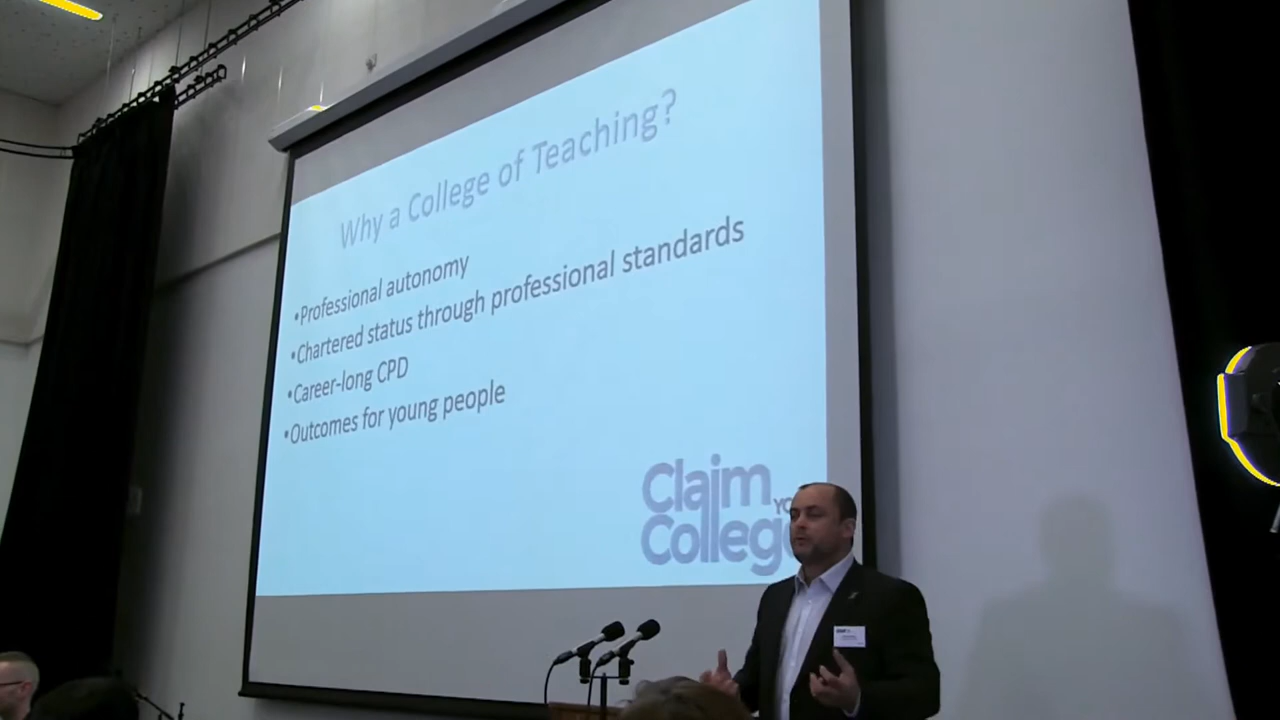 Why a College of Teaching?
•Professional autonomy
•Chartered status through professional standards
•Career-long CPD
•Outcomes for young people
Claim
College